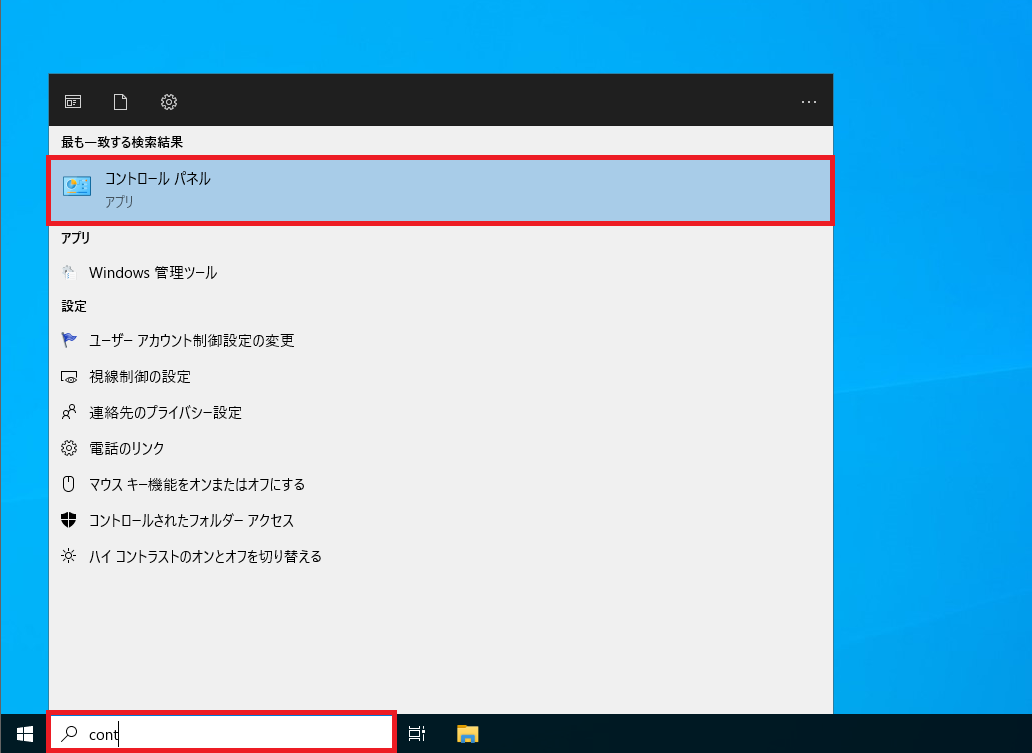 最も一致する検索結果
コントロール パネル
アプリ
アプリ
Windows 管理ツール
設定
ユーザー アカウント制御設定の変更
視線制御の設定
連絡先のプライバシー設定
電話のリンク
マウス キー機能をオンまたはオフにする
コントロールされたフォルダー アクセス
ハイ コントラストのオンとオフを切り替える
cont